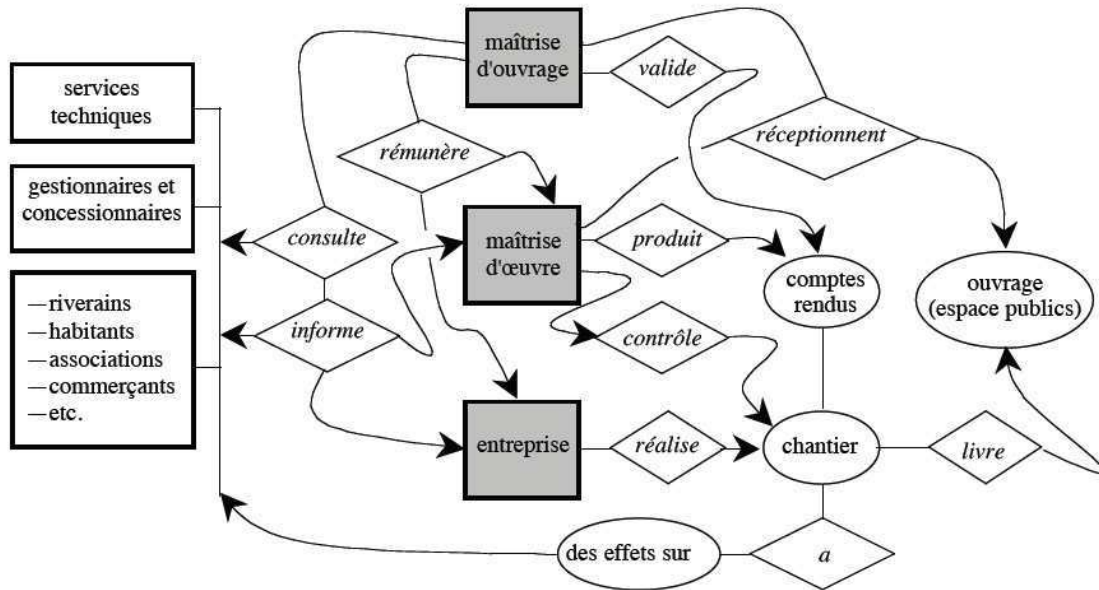 maîtrise
d'ouvrage
valide
services
techniques
rémunère
réceptionnent
gestionnaires et
concessionnaires
consulte
maîtrise
d'œuvre
produit
comptes
rendus
ouvrage
(espace publics)
—riverains
—habitants
—associations
—commerçants
—etc.
informe
contrôle
entreprise
réalise
chantier
livre
des effets sur
a